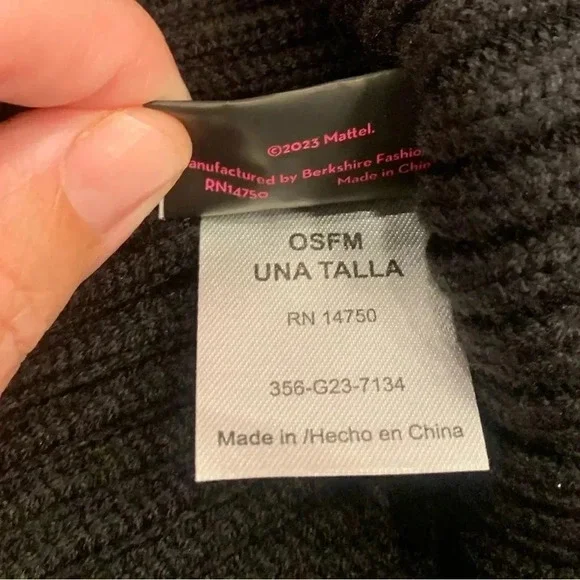 ©2023 Mattel.
anufactured by Berkshire Fashio
RN14750
Made in Chin
OSFM
UNA TALLA
RN 14750
356-G23-7134
Made in /Hecho en China